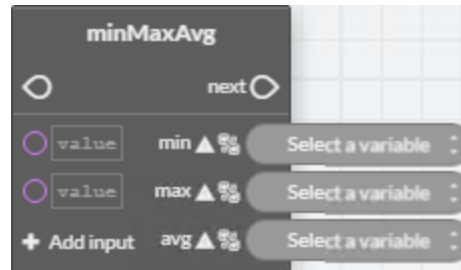 minMaxAvg
next
value min Select a variable
value max Select a variable
Add input avg Select a variable